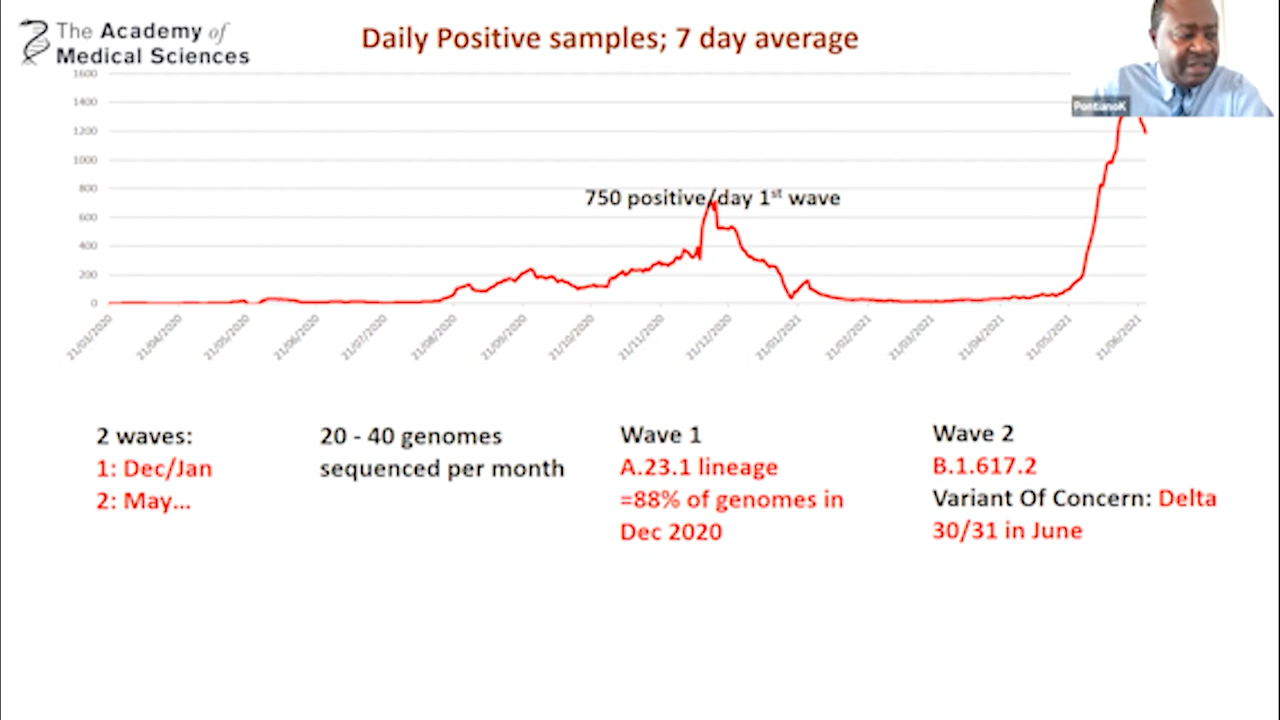 The Academy of
Medical Sciences
Daily Positive samples; 7 day average
PontianoK
1600
1400
1200
1000
800
600
400
200
0
750 positive/day 1st wave
21/03/2020
21/04/2020
21/05/2020
21/06/2020
21/07/2020
21/08/2020
21/09/2020
21/10/2020
21/11/2020
21/12/2020
21/01/2021
21/02/2021
21/03/2021
21/04/2021
21/05/2021
21/06/2021
2 waves:
1: Dec/Jan
2: May...
20 - 40 genomes
sequenced per month
Wave 1
A.23.1 lineage
=88% of genomes in
Dec 2020
Wave 2
B.1.617.2
Variant Of Concern: Delta
30/31 in June